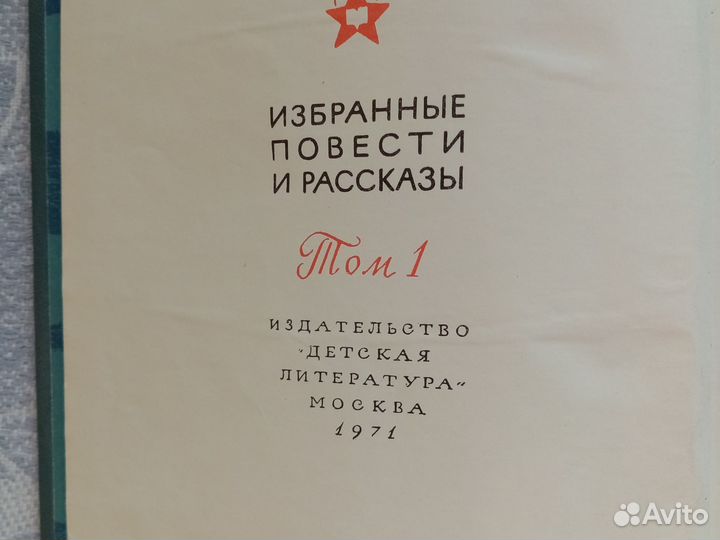 ИЗБРАННЫЕ
ПОВЕСТИ
И РАССКАЗЫ
Том 1
ИЗДАТЕЛЬСТВО
„ДЕТСКАЯ
ЛИТЕРАТУРА“
МОСКВА
1971
Avito